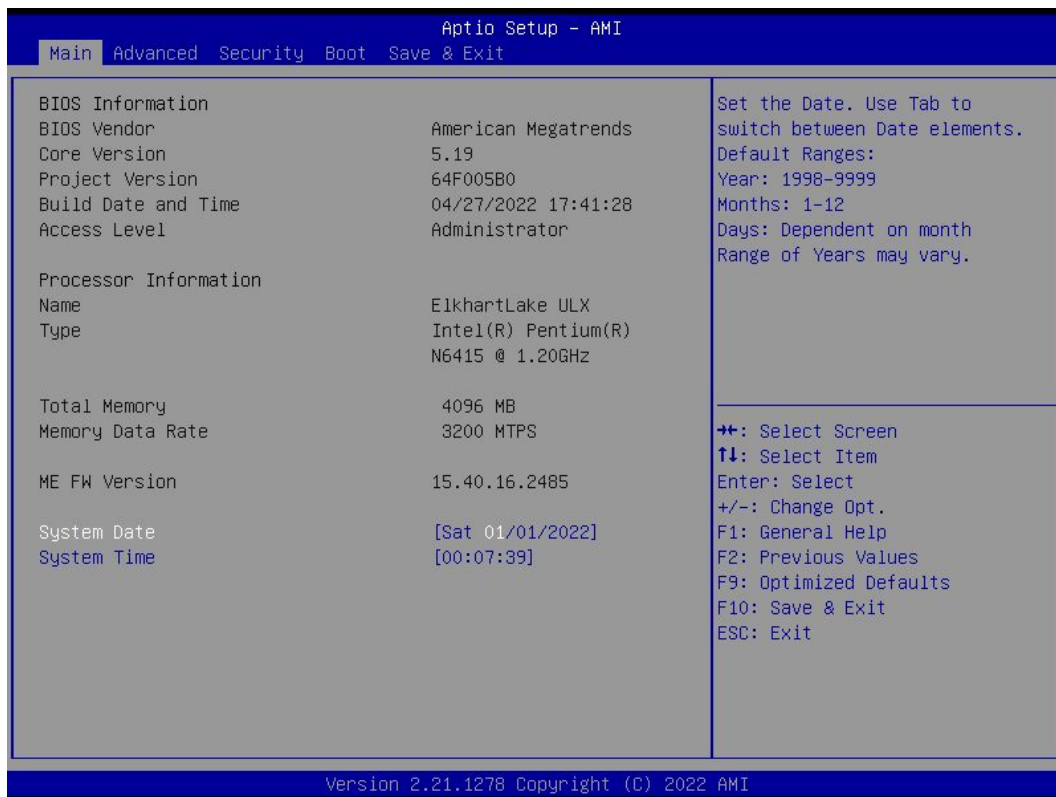 Aptio Setup - AMI
Main Advanced Security Boot Save & Exit
BIOS Information
BIOS Vendor American Megatrends
Core Version 5.19
Project Version 64F005B0
Build Date and Time 04/27/2022 17:41:28
Access Level Administrator
Processor Information
Name ElkhartLake ULX
Type Intel(R) Pentium(R)
N6415 @ 1.20GHz
Total Memory 4096 MB
Memory Data Rate 3200 MTPS
ME FW Version 15.40.16.2485
System Date [Sat 01/01/2022]
System Time [00:07:39]
Set the Date. Use Tab to
switch between Date elements.
Default Ranges:
Year: 1998-9999
Months: 1-12
Days: Dependent on month
Range of Years may vary.
→←: Select Screen
↑↓: Select Item
Enter: Select
+/-: Change Opt.
F1: General Help
F2: Previous Values
F9: Optimized Defaults
F10: Save & Exit
ESC: Exit
Version 2.21.1278 Copyright (C) 2022 AMI